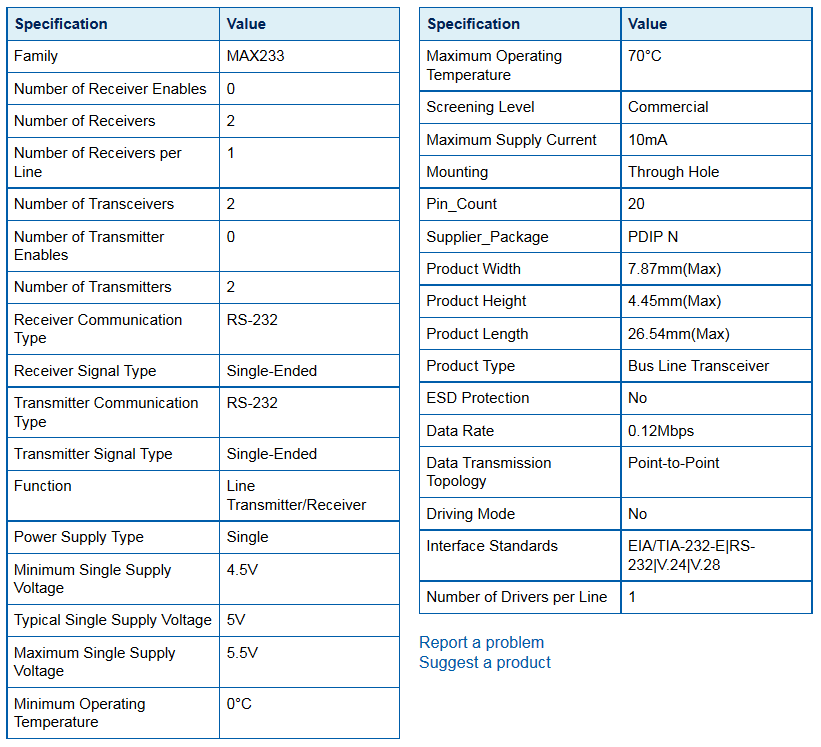 Specification Value
Family MAX233
Number of Receiver Enables 0
Number of Receivers 2
Number of Receivers per 1
Line
Number of Transceivers 2
Number of Transmitter 0
Enables
Number of Transmitters 2
Receiver Communication RS-232
Type
Receiver Signal Type Single-Ended
Transmitter Communication RS-232
Type
Transmitter Signal Type Single-Ended
Function Line
Transmitter/Receiver
Power Supply Type Single
Minimum Single Supply 4.5V
Voltage
Typical Single Supply Voltage 5V
Maximum Single Supply 5.5V
Voltage
Minimum Operating 0°C
Temperature
Specification Value
Maximum Operating 70°C
Temperature
Screening Level Commercial
Maximum Supply Current 10mA
Mounting Through Hole
Pin_Count 20
Supplier_Package PDIP N
Product Width 7.87mm(Max)
Product Height 4.45mm(Max)
Product Length 26.54mm(Max)
Product Type Bus Line Transceiver
ESD Protection No
Data Rate 0.12Mbps
Data Transmission Point-to-Point
Topology
Driving Mode No
Interface Standards EIA/TIA-232-E|RS-
232|V.24|V.28
Number of Drivers per Line 1
Report a problem
Suggest a product